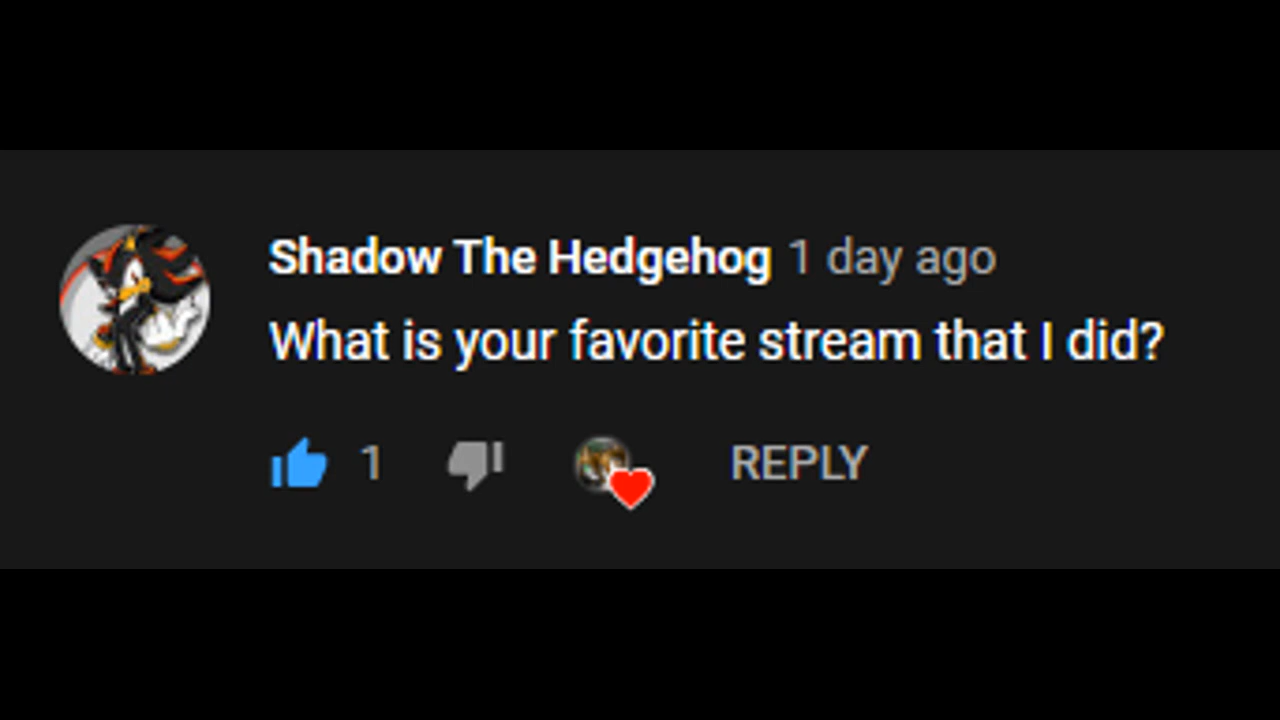 Shadow The Hedgehog 1 day ago
What is your favorite stream that I did?
1 REPLY